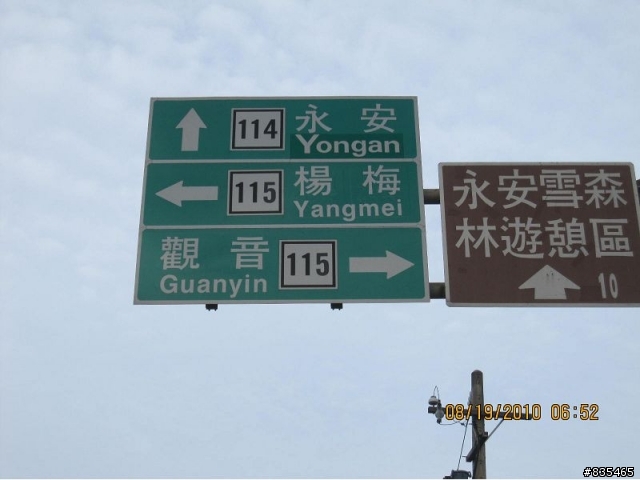 114 永安
Yongan
115 楊梅
Yangmei
觀音 115
Guanyin
永安雪森
林遊憩區
10
08/19/2010 06:52
#835465